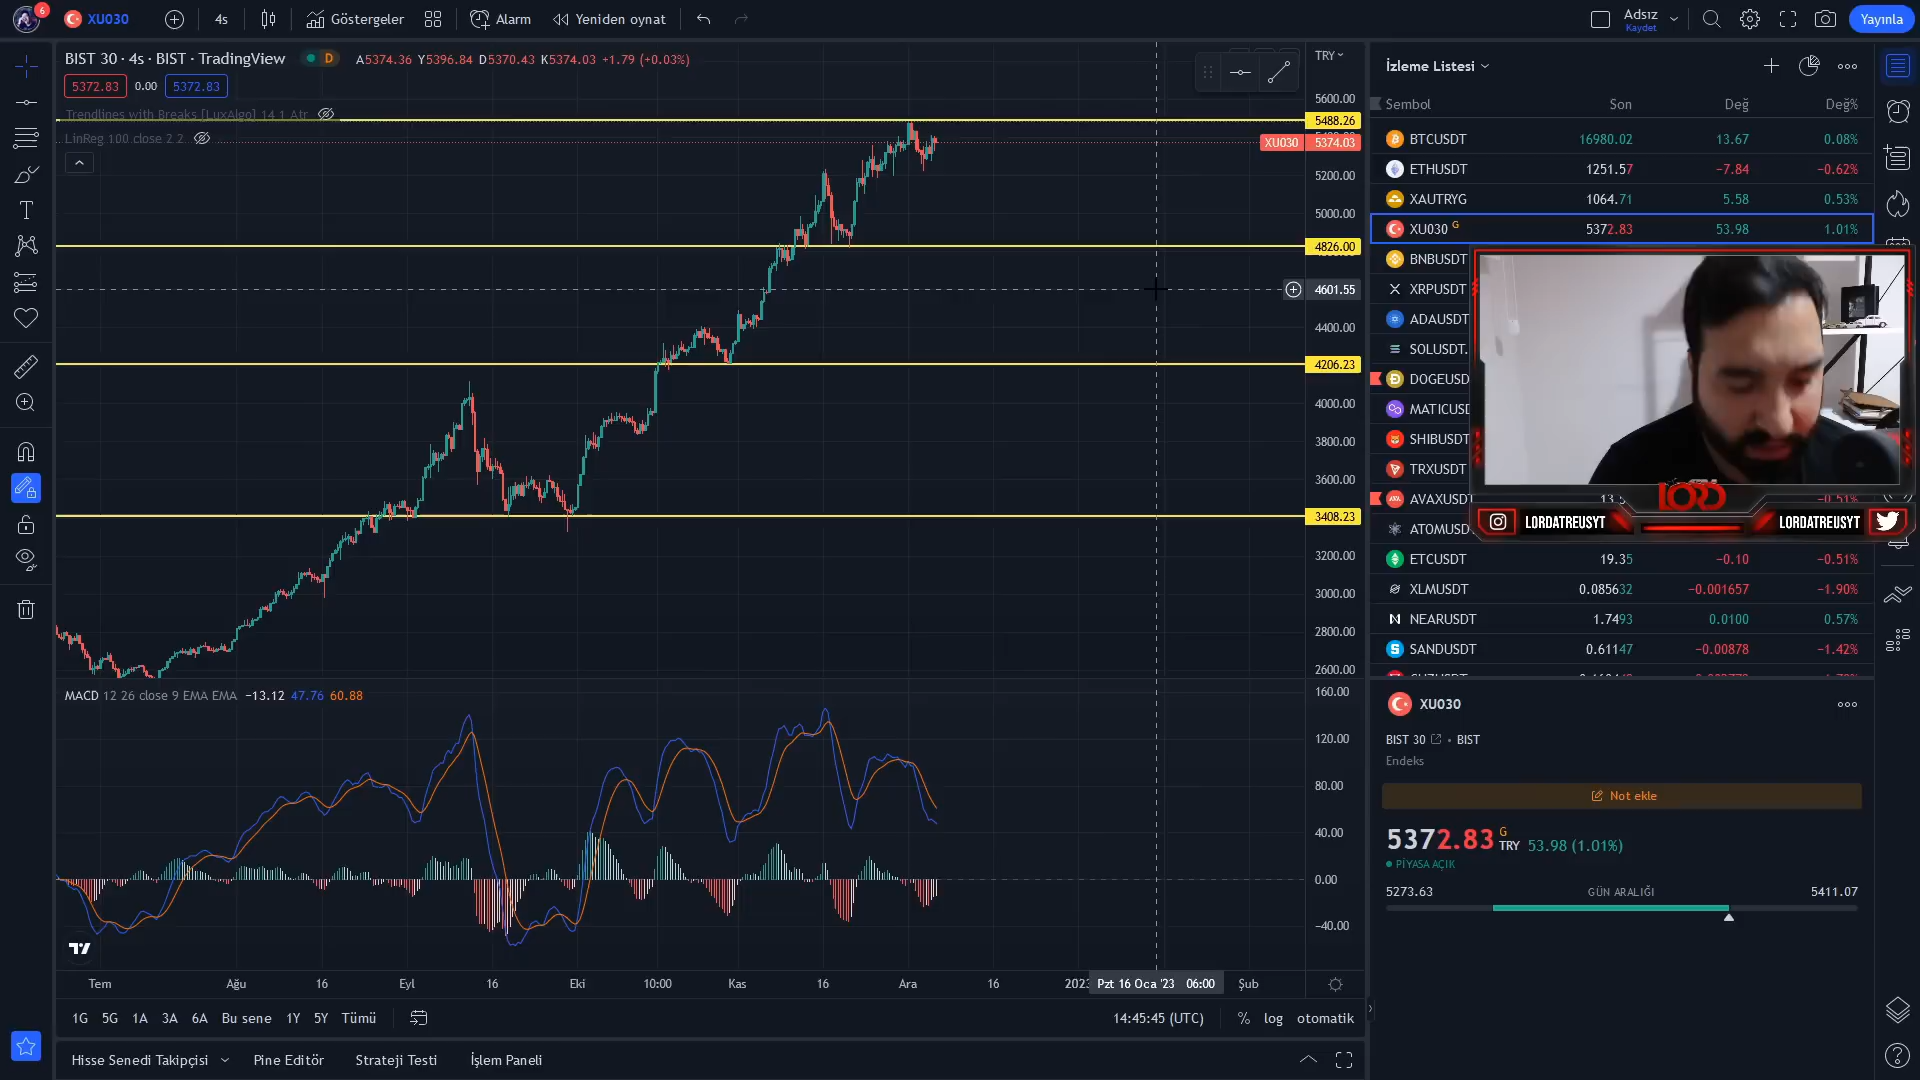 6
XU030
4s
Göstergeler
Alarm
Yeniden oynat
Adsız
Kaydet
Yayınla
BIST 30 · 4s · BIST · TradingView
D
A5374.36 Y5396.84 D5370.43 K5374.03 +1.79 (+0.03%)
5372.83 0.00 5372.83
Trendlines with Breaks [LuxAlgo] 14 1 Atr
LinReg 100 close 2 2
TRY
5600.00
5488.26
XU030 5374.03
5200.00
5000.00
4826.00
4601.55
4400.00
4206.23
4000.00
3800.00
3600.00
3408.23
3200.00
3000.00
2800.00
2600.00
MACD 12 26 close 9 EMA EMA −13.12 47.76 60.88
160.00
120.00
80.00
40.00
0.00
−40.00
Tem Ağu 16 Eyl 16 Eki 10:00 Kas 16 Ara 16 2023 Pzt 16 Oca '23 06:00 Şub
1G 5G 1A 3A 6A Bu sene 1Y 5Y Tümü
14:45:45 (UTC) % log otomatik
Hisse Senedi Takipçisi Pine Editör Strateji Testi İşlem Paneli
İzleme Listesi
Sembol Son Değ Değ%
BTCUSDT 16980.02 13.67 0.08%
ETHUSDT 1251.57 −7.84 −0.62%
XAUTRYG 1064.71 5.58 0.53%
XU030 G 5372.83 53.98 1.01%
BNBUSDT
XRPUSDT
ADAUSDT
SOLUSDT.
DOGEUSD
MATICUSD
SHIBUSDT
TRXUSDT
AVAXUSDT
ATOMUSD
LORD
LORDATREUSYT LORDATREUSYT
ETCUSDT 19.35 −0.10 −0.51%
XLMUSDT 0.085632 −0.001657 −1.90%
NEARUSDT 1.7493 0.0100 0.57%
SANDUSDT 0.61147 −0.00878 −1.42%
XU030
BIST 30 • BIST
Endeks
Not ekle
5372.83 G TRY 53.98 (1.01%)
PİYASA AÇIK
5273.63 GÜN ARALIĞI 5411.07